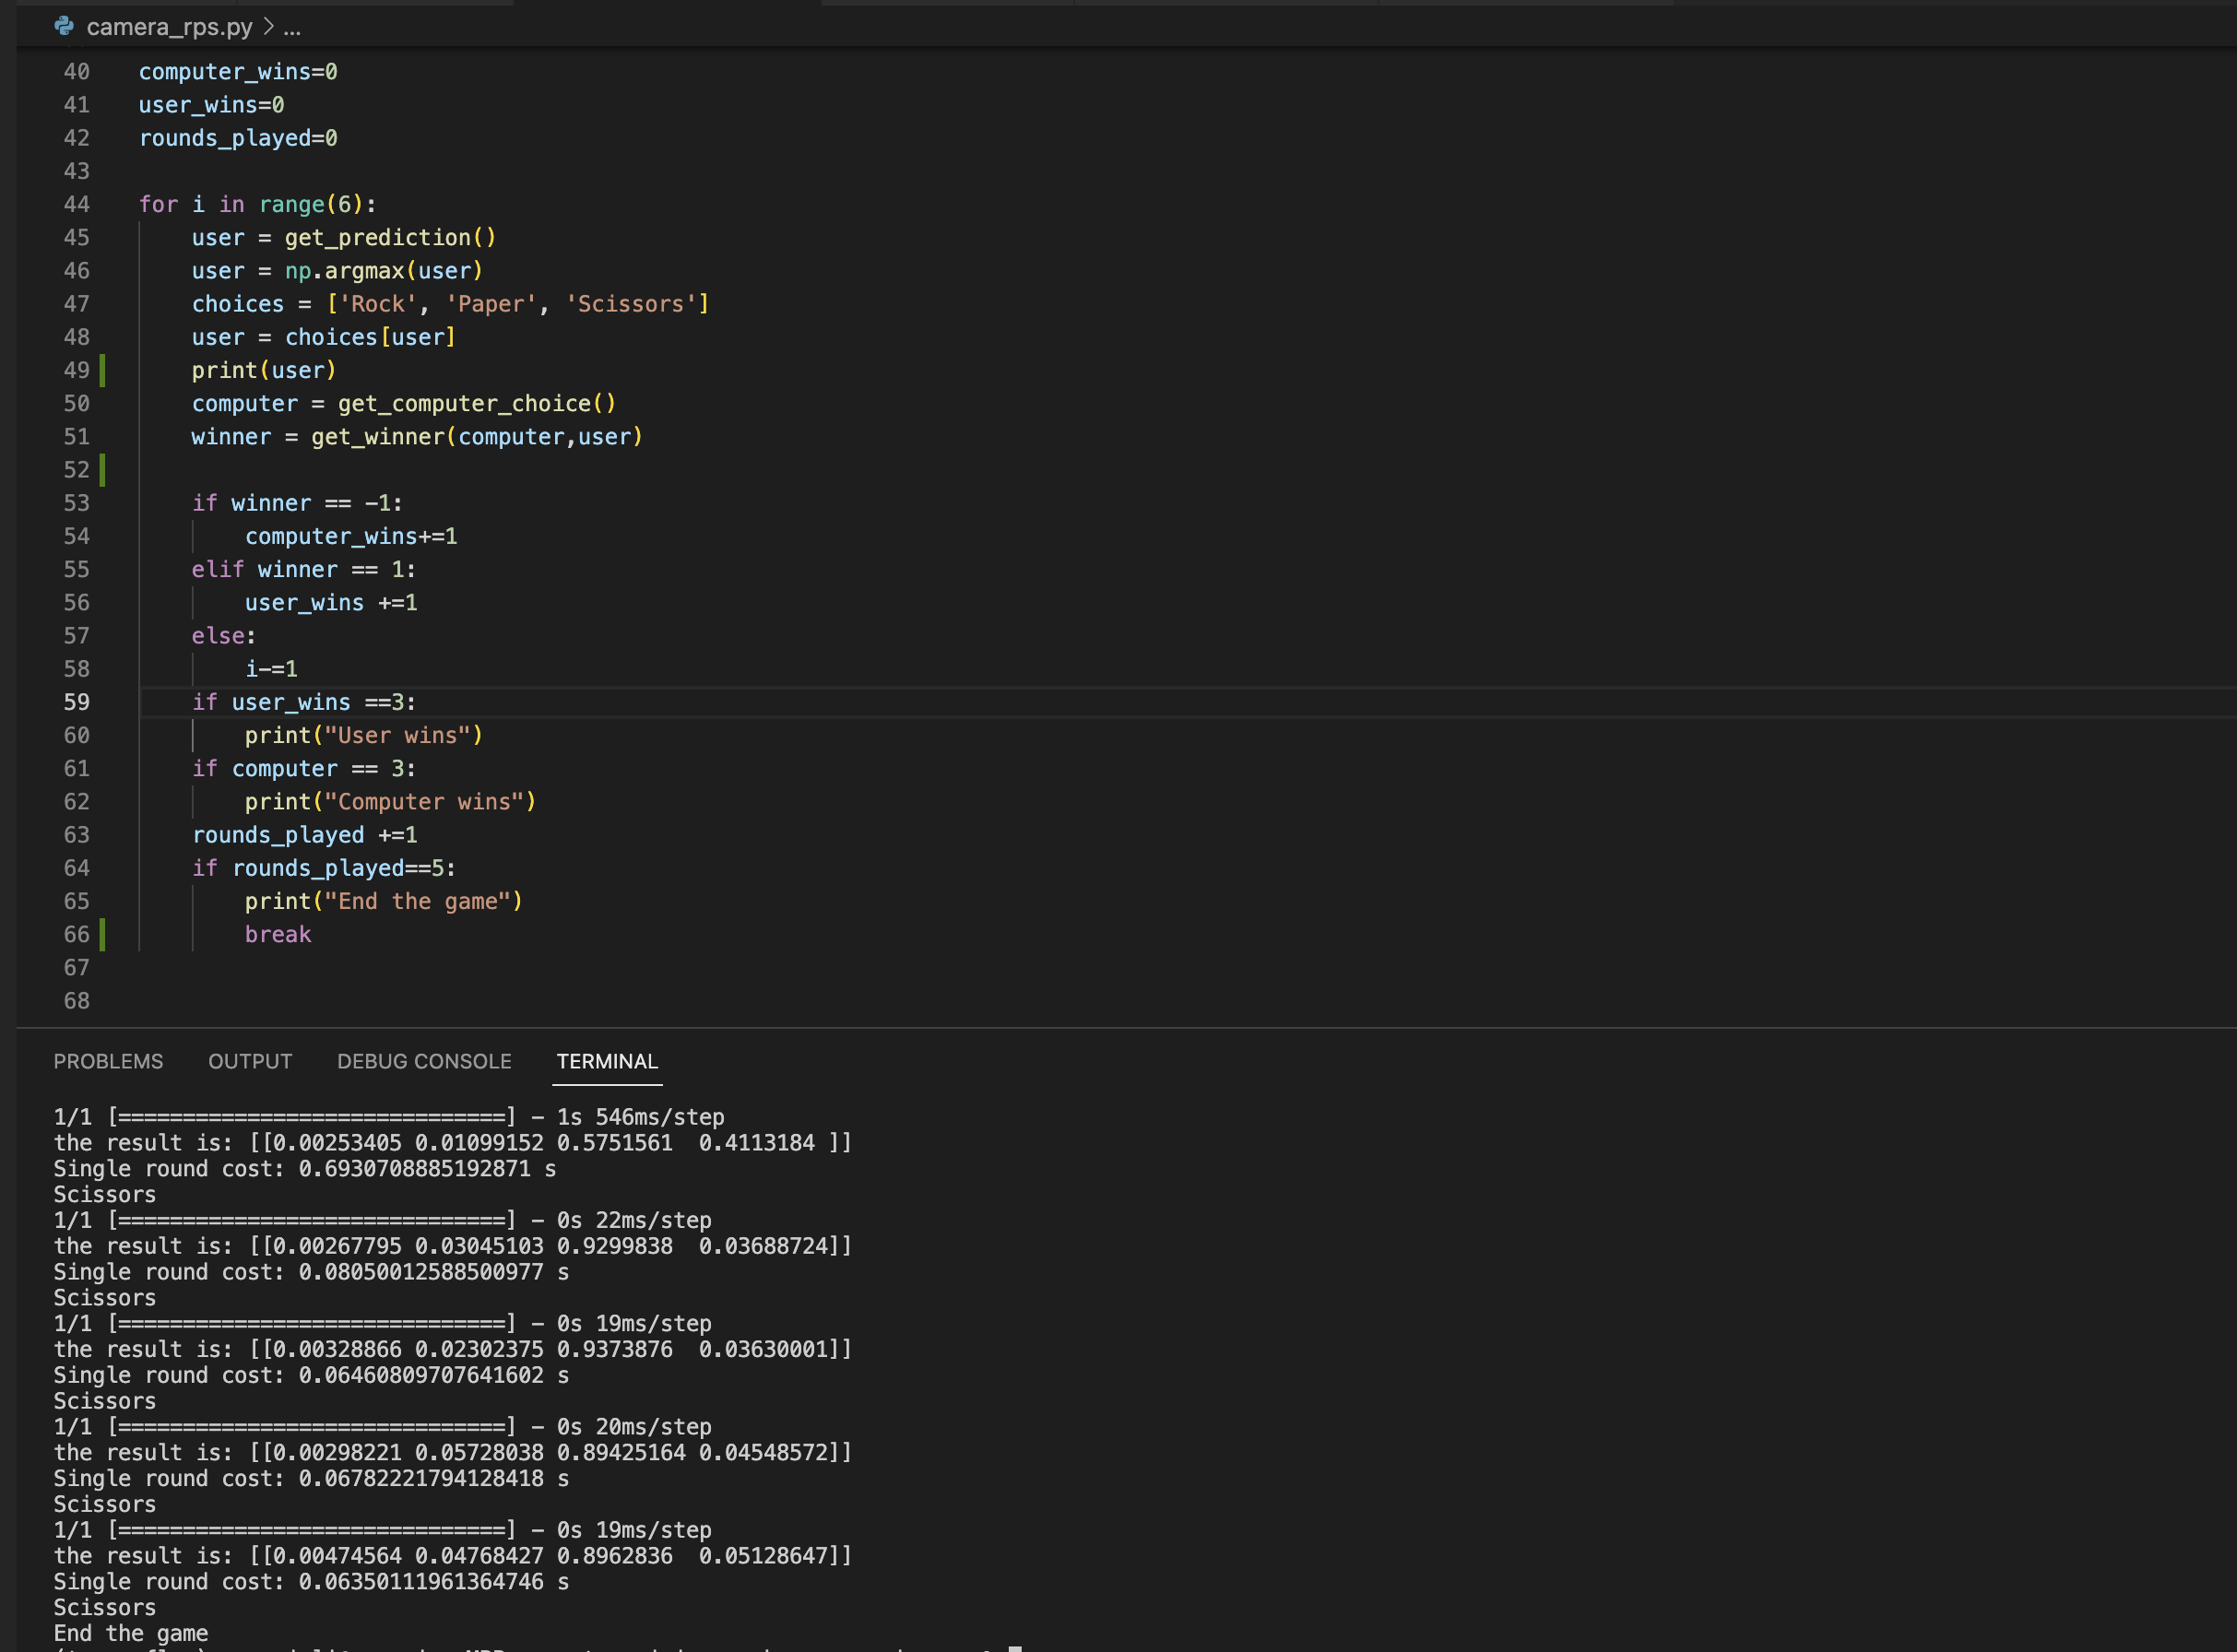 camera_rps.py > ...
40 computer_wins=0
41 user_wins=0
42 rounds_played=0
43
44 for i in range(6):
45     user = get_prediction()
46     user = np.argmax(user)
47     choices = ['Rock', 'Paper', 'Scissors']
48     user = choices[user]
49     print(user)
50     computer = get_computer_choice()
51     winner = get_winner(computer,user)
52
53     if winner == -1:
54         computer_wins+=1
55     elif winner == 1:
56         user_wins +=1
57     else:
58         i-=1
59     if user_wins ==3:
60         print("User wins")
61     if computer == 3:
62         print("Computer wins")
63     rounds_played +=1
64     if rounds_played==5:
65         print("End the game")
66         break
67
68
PROBLEMS OUTPUT DEBUG CONSOLE TERMINAL
1/1 [==============================] - 1s 546ms/step
the result is: [[0.00253405 0.01099152 0.5751561  0.4113184 ]]
Single round cost: 0.6930708885192871 s
Scissors
1/1 [==============================] - 0s 22ms/step
the result is: [[0.00267795 0.03045103 0.9299838  0.03688724]]
Single round cost: 0.08050012588500977 s
Scissors
1/1 [==============================] - 0s 19ms/step
the result is: [[0.00328866 0.02302375 0.9373876  0.03630001]]
Single round cost: 0.06460809707641602 s
Scissors
1/1 [==============================] - 0s 20ms/step
the result is: [[0.00298221 0.05728038 0.89425164 0.04548572]]
Single round cost: 0.06782221794128418 s
Scissors
1/1 [==============================] - 0s 19ms/step
the result is: [[0.00474564 0.04768427 0.8962836  0.05128647]]
Single round cost: 0.06350111961364746 s
Scissors
End the game